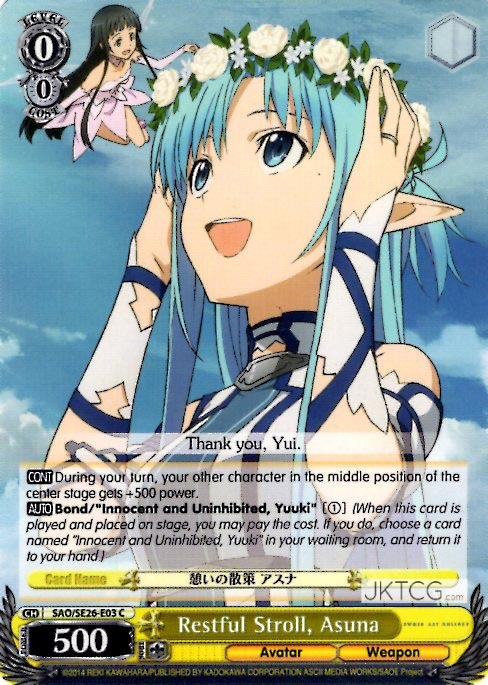 LEVEL
0
0
COST
Thank you, Yui.
CONT During your turn, your other character in the middle position of the
center stage gets +500 power.
AUTO Bond/"Innocent and Uninhibited, Yuuki" [①] (When this card is
played and placed on stage, you may pay the cost. If you do, choose a card
named "Innocent and Uninhibited, Yuuki" in your waiting room, and return it
to your hand.)
Card Name
憩いの散策 アスナ
JKTCG.com
CH SAO/SE26-E03 C
500
Restful Stroll, Asuna
Avatar Weapon
©2014 REKI KAWAHARA/PUBLISHED BY KADOKAWA CORPORATION ASCII MEDIA WORKS/SAOⅡ Project